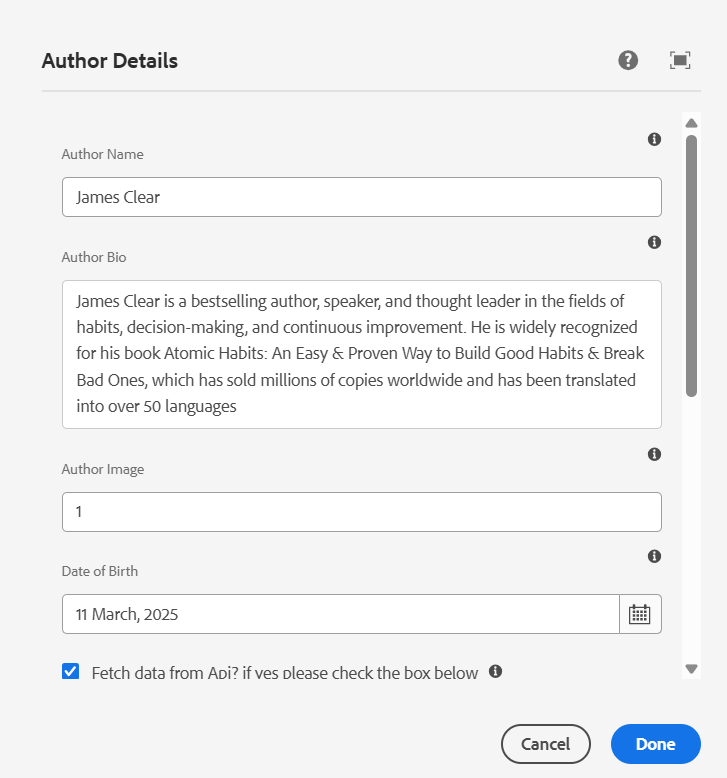 Author Details
Author Name
James Clear
Author Bio
James Clear is a bestselling author, speaker, and thought leader in the fields of
habits, decision-making, and continuous improvement. He is widely recognized
for his book Atomic Habits: An Easy & Proven Way to Build Good Habits & Break
Bad Ones, which has sold millions of copies worldwide and has been translated
into over 50 languages
Author Image
1
Date of Birth
11 March, 2025
Fetch data from Api? if yes please check the box below
Cancel
Done